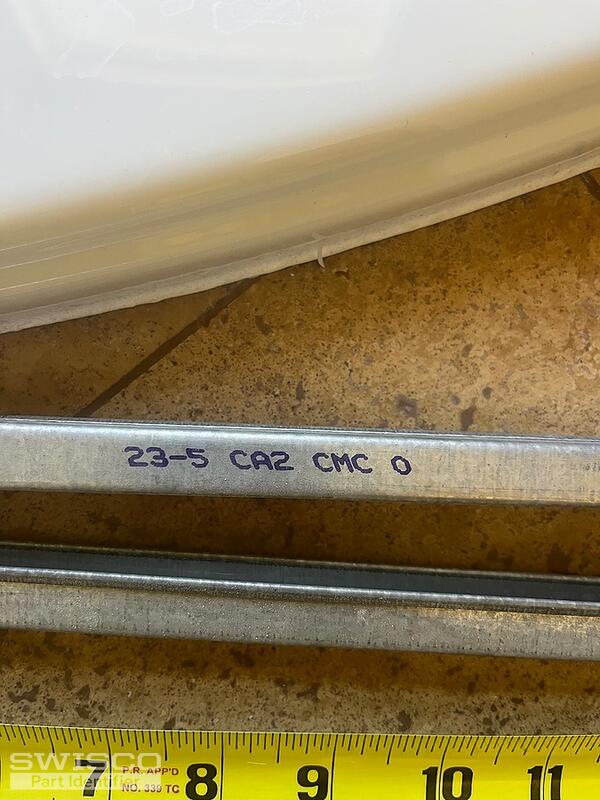 23-5 CA2 CMC 0
SWISCO
Part Identifier
7 P.R. APP'D 8 9 10 11
NO. 339 TC